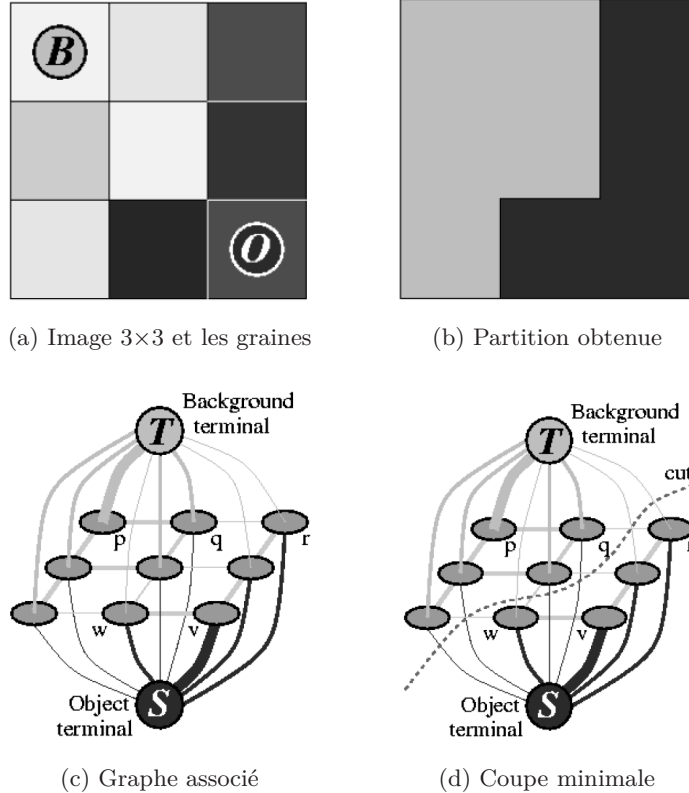 B
O
(a) Image 3×3 et les graines
(b) Partition obtenue
Background
terminal
T
p
q
r
w
v
Object
terminal
S
(c) Graphe associé
Background
terminal
T
cut
p
q
r
w
v
Object
terminal
S
(d) Coupe minimale